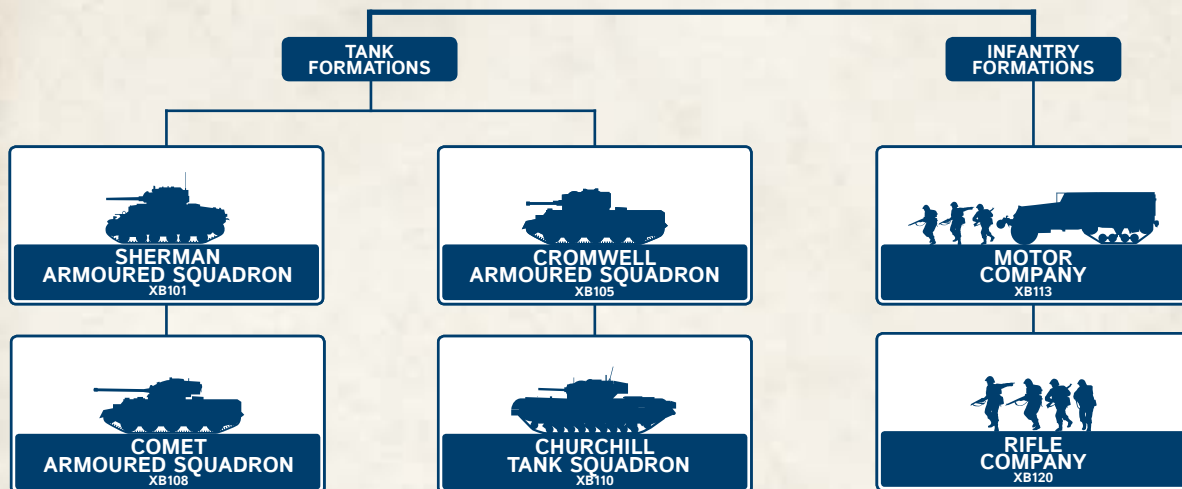 TANK
FORMATIONS
INFANTRY
FORMATIONS
SHERMAN
ARMOURED SQUADRON
XB101
CROMWELL
ARMOURED SQUADRON
XB105
MOTOR
COMPANY
XB113
COMET
ARMOURED SQUADRON
XB108
CHURCHILL
TANK SQUADRON
XB110
RIFLE
COMPANY
XB120